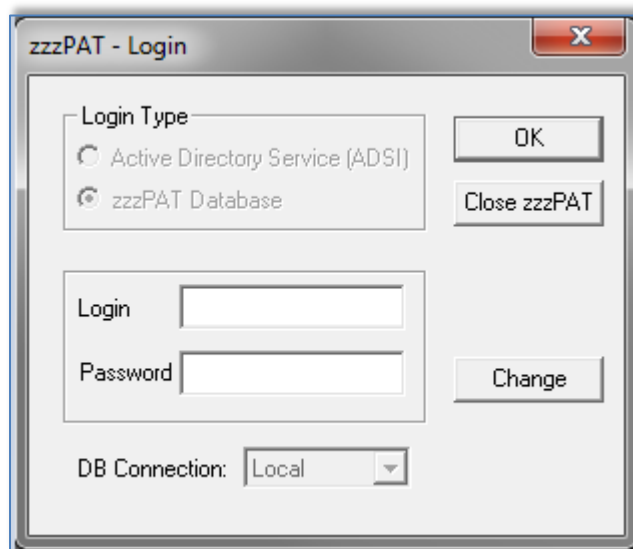 zzzPAT - Login
Login Type
Active Directory Service (ADSI)
zzzPAT Database
OK
Close zzzPAT
Login
Password
Change
DB Connection: Local